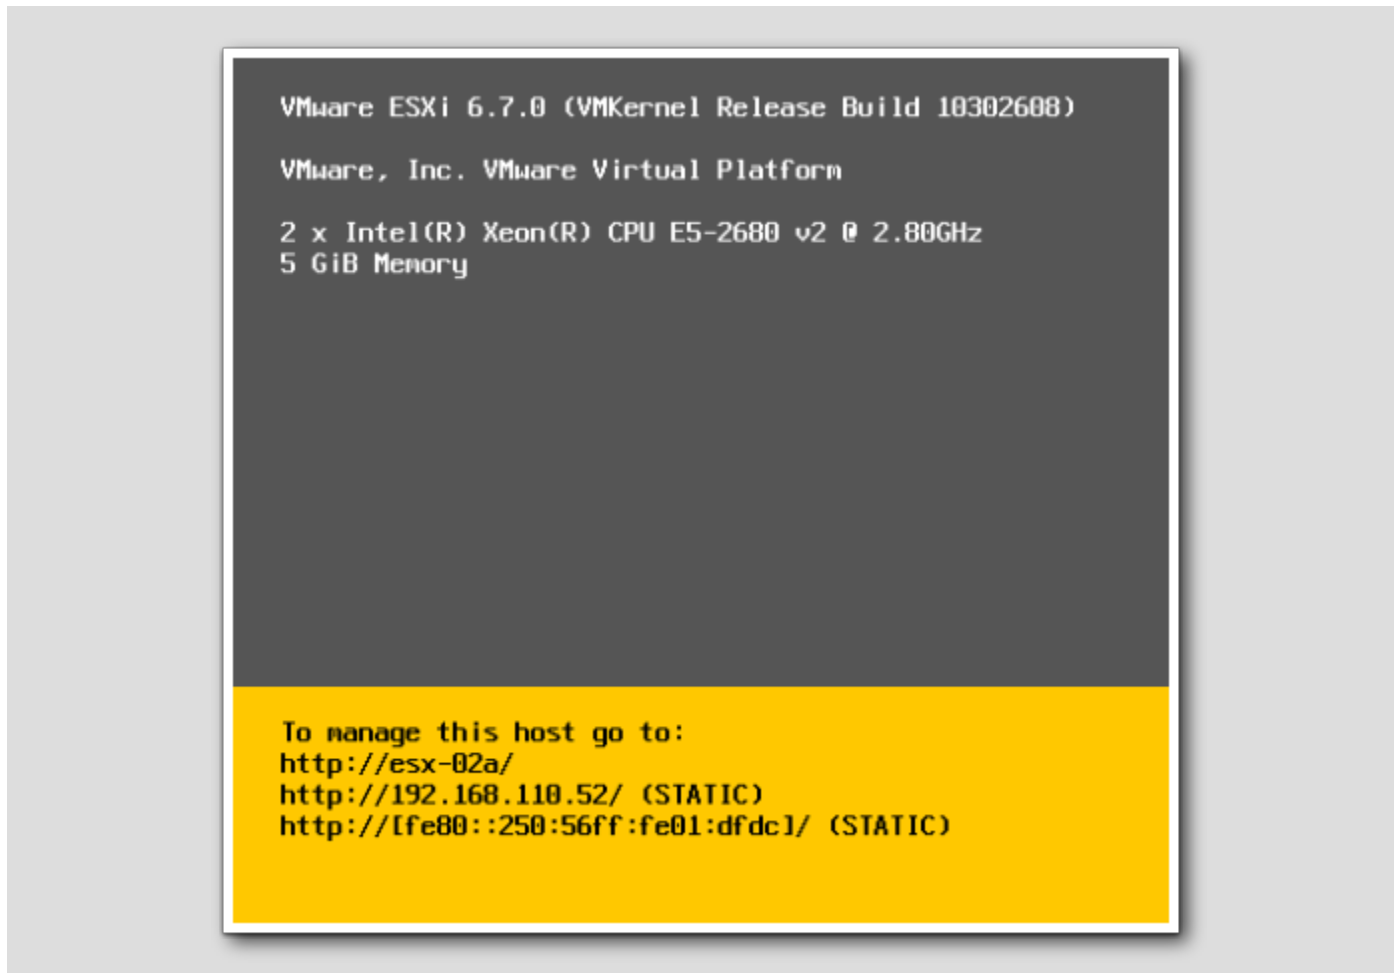 VMware ESXi 6.7.0 (VMKernel Release Build 10302608)
VMware, Inc. VMware Virtual Platform
2 x Intel(R) Xeon(R) CPU E5-2680 v2 @ 2.80GHz
5 GiB Memory
To manage this host go to:
http://esx-02a/
http://192.168.110.52/ (STATIC)
http://[fe80::250:56ff:fe01:dfdc]/ (STATIC)